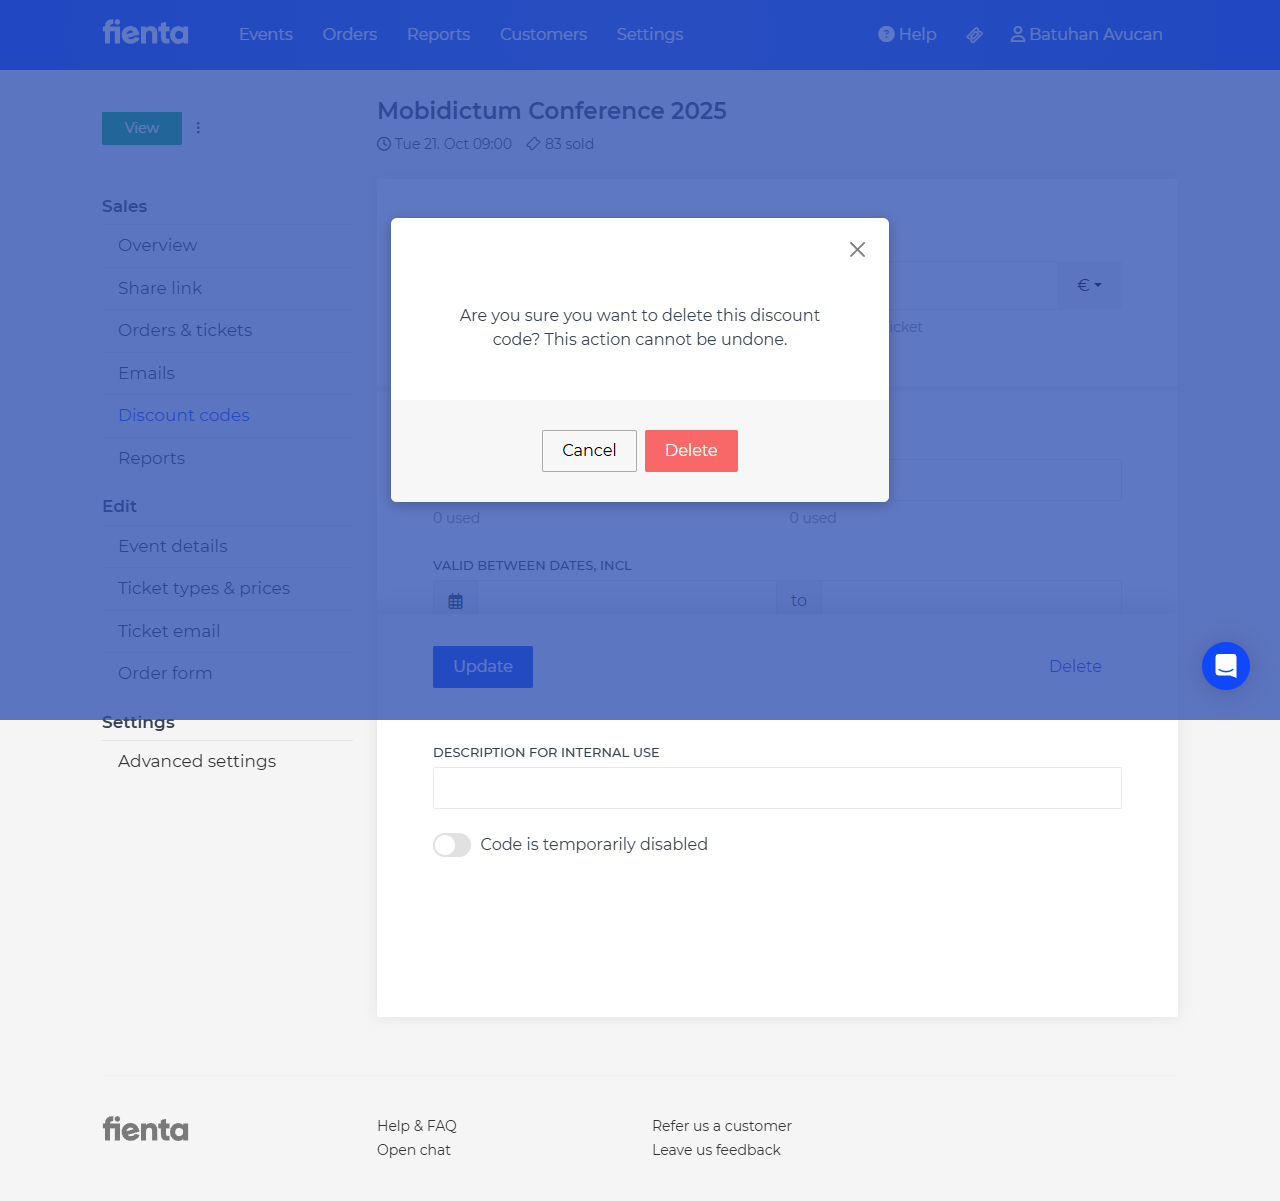 fienta
Events Orders Reports Customers Settings
Help
Batuhan Avucan
View
Mobidictum Conference 2025
Tue 21. Oct 09:00 83 sold
Sales
Overview
Share link
Orders & tickets
Emails
Discount codes
Reports
Edit
Event details
Ticket types & prices
Ticket email
Order form
Settings
Advanced settings
€
Are you sure you want to delete this discount
code? This action cannot be undone.
Cancel Delete
0 used 0 used
VALID BETWEEN DATES, INCL
to
Update Delete
DESCRIPTION FOR INTERNAL USE
Code is temporarily disabled
fienta
Help & FAQ
Open chat
Refer us a customer
Leave us feedback